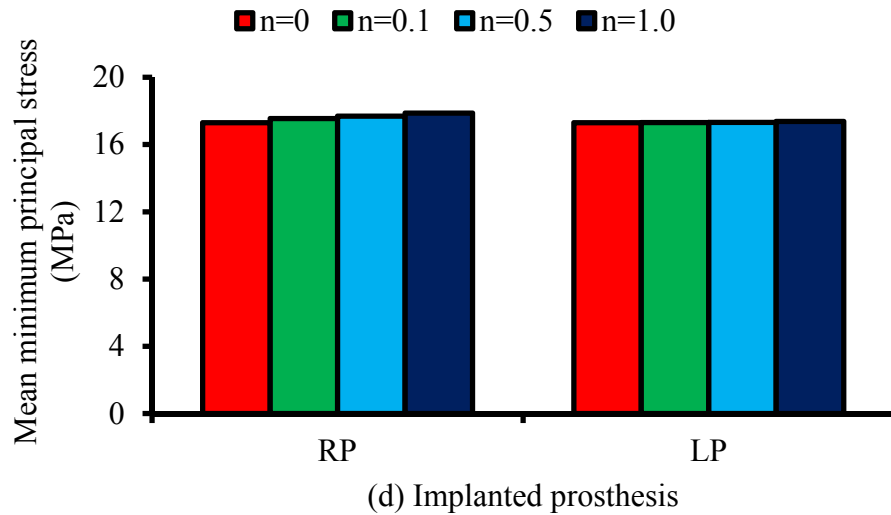 n=0 n=0.1 n=0.5 n=1.0
Mean minimum principal stress
(MPa)
20
16
12
8
4
0
RP LP
(d) Implanted prosthesis